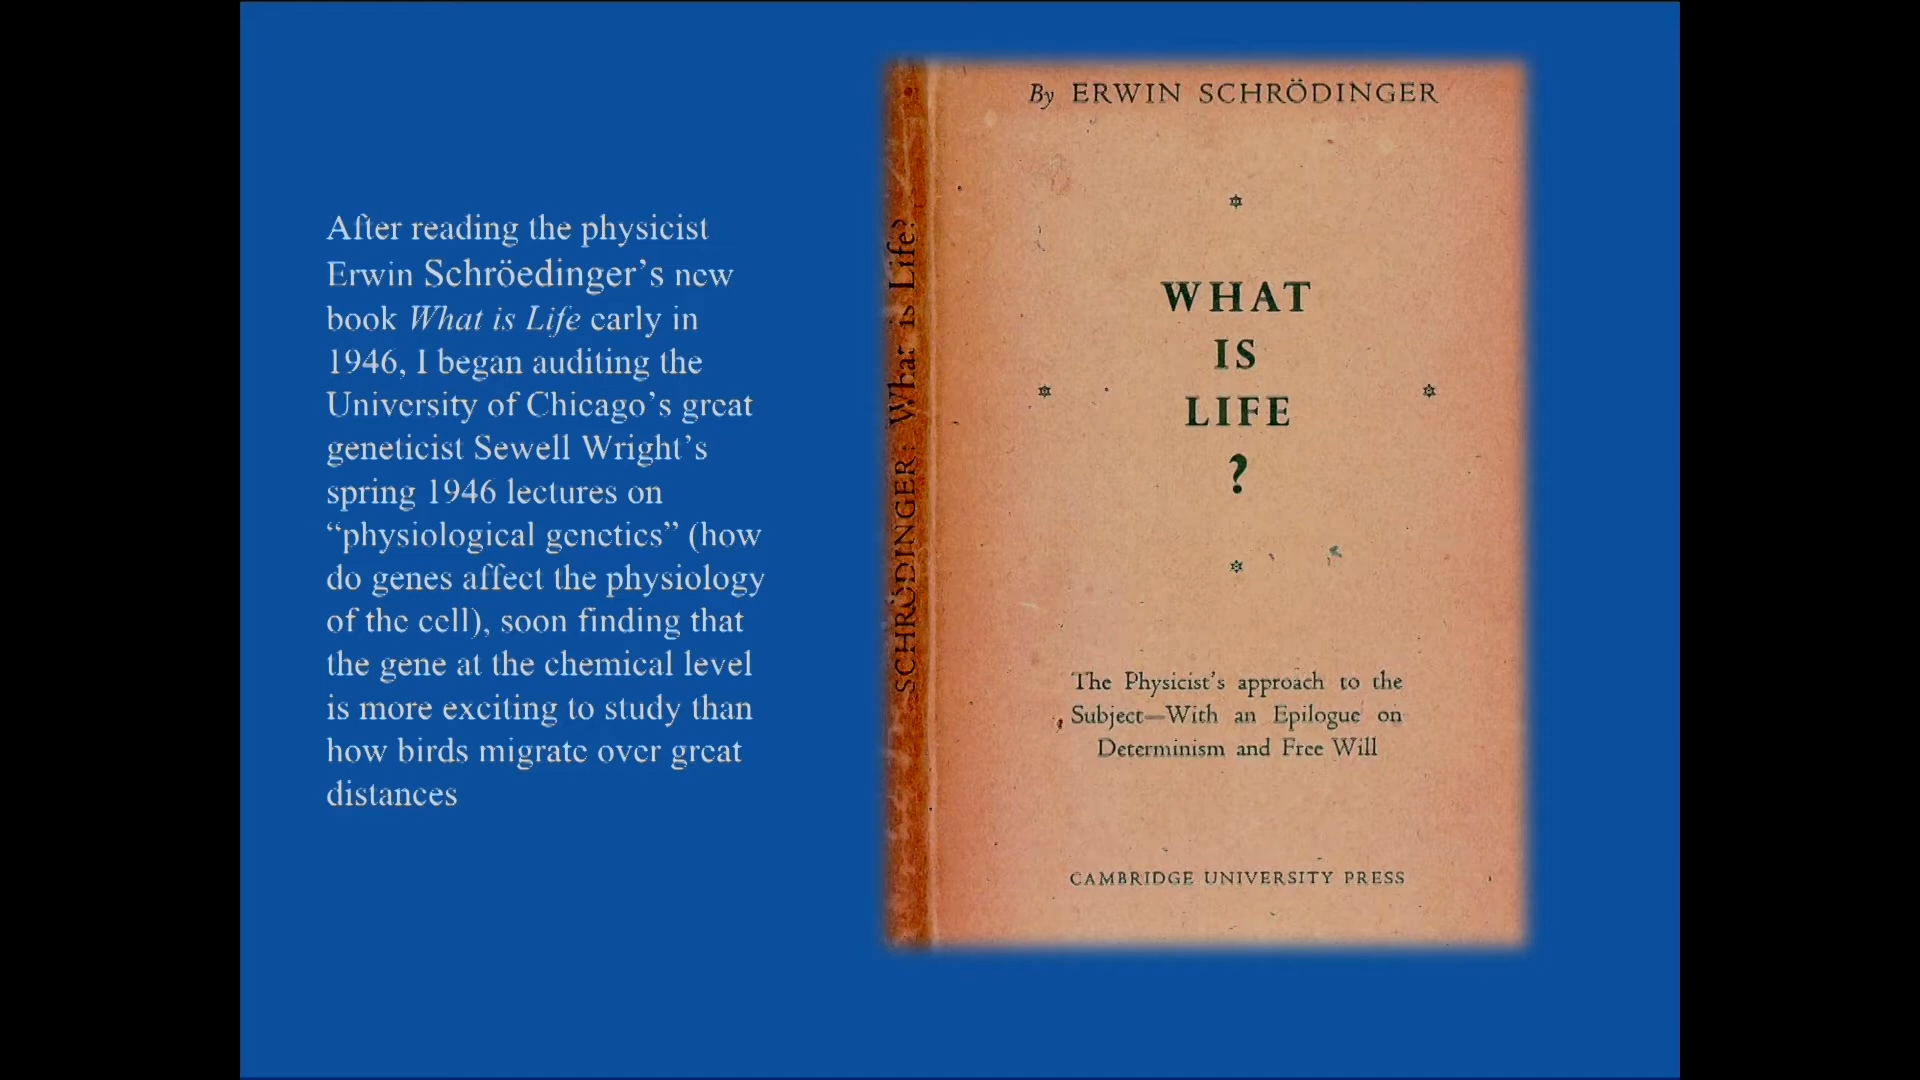 After reading the physicist
Erwin Schröedinger's new
book What is Life early in
1946, I began auditing the
University of Chicago's great
geneticist Sewell Wright's
spring 1946 lectures on
“physiological genetics” (how
do genes affect the physiology
of the cell), soon finding that
the gene at the chemical level
is more exciting to study than
how birds migrate over great
distances
SCHRÖDINGER: What is Life?
By ERWIN SCHRÖDINGER
WHAT
IS
LIFE
?
The Physicist's approach to the
Subject—With an Epilogue on
Determinism and Free Will
CAMBRIDGE UNIVERSITY PRESS